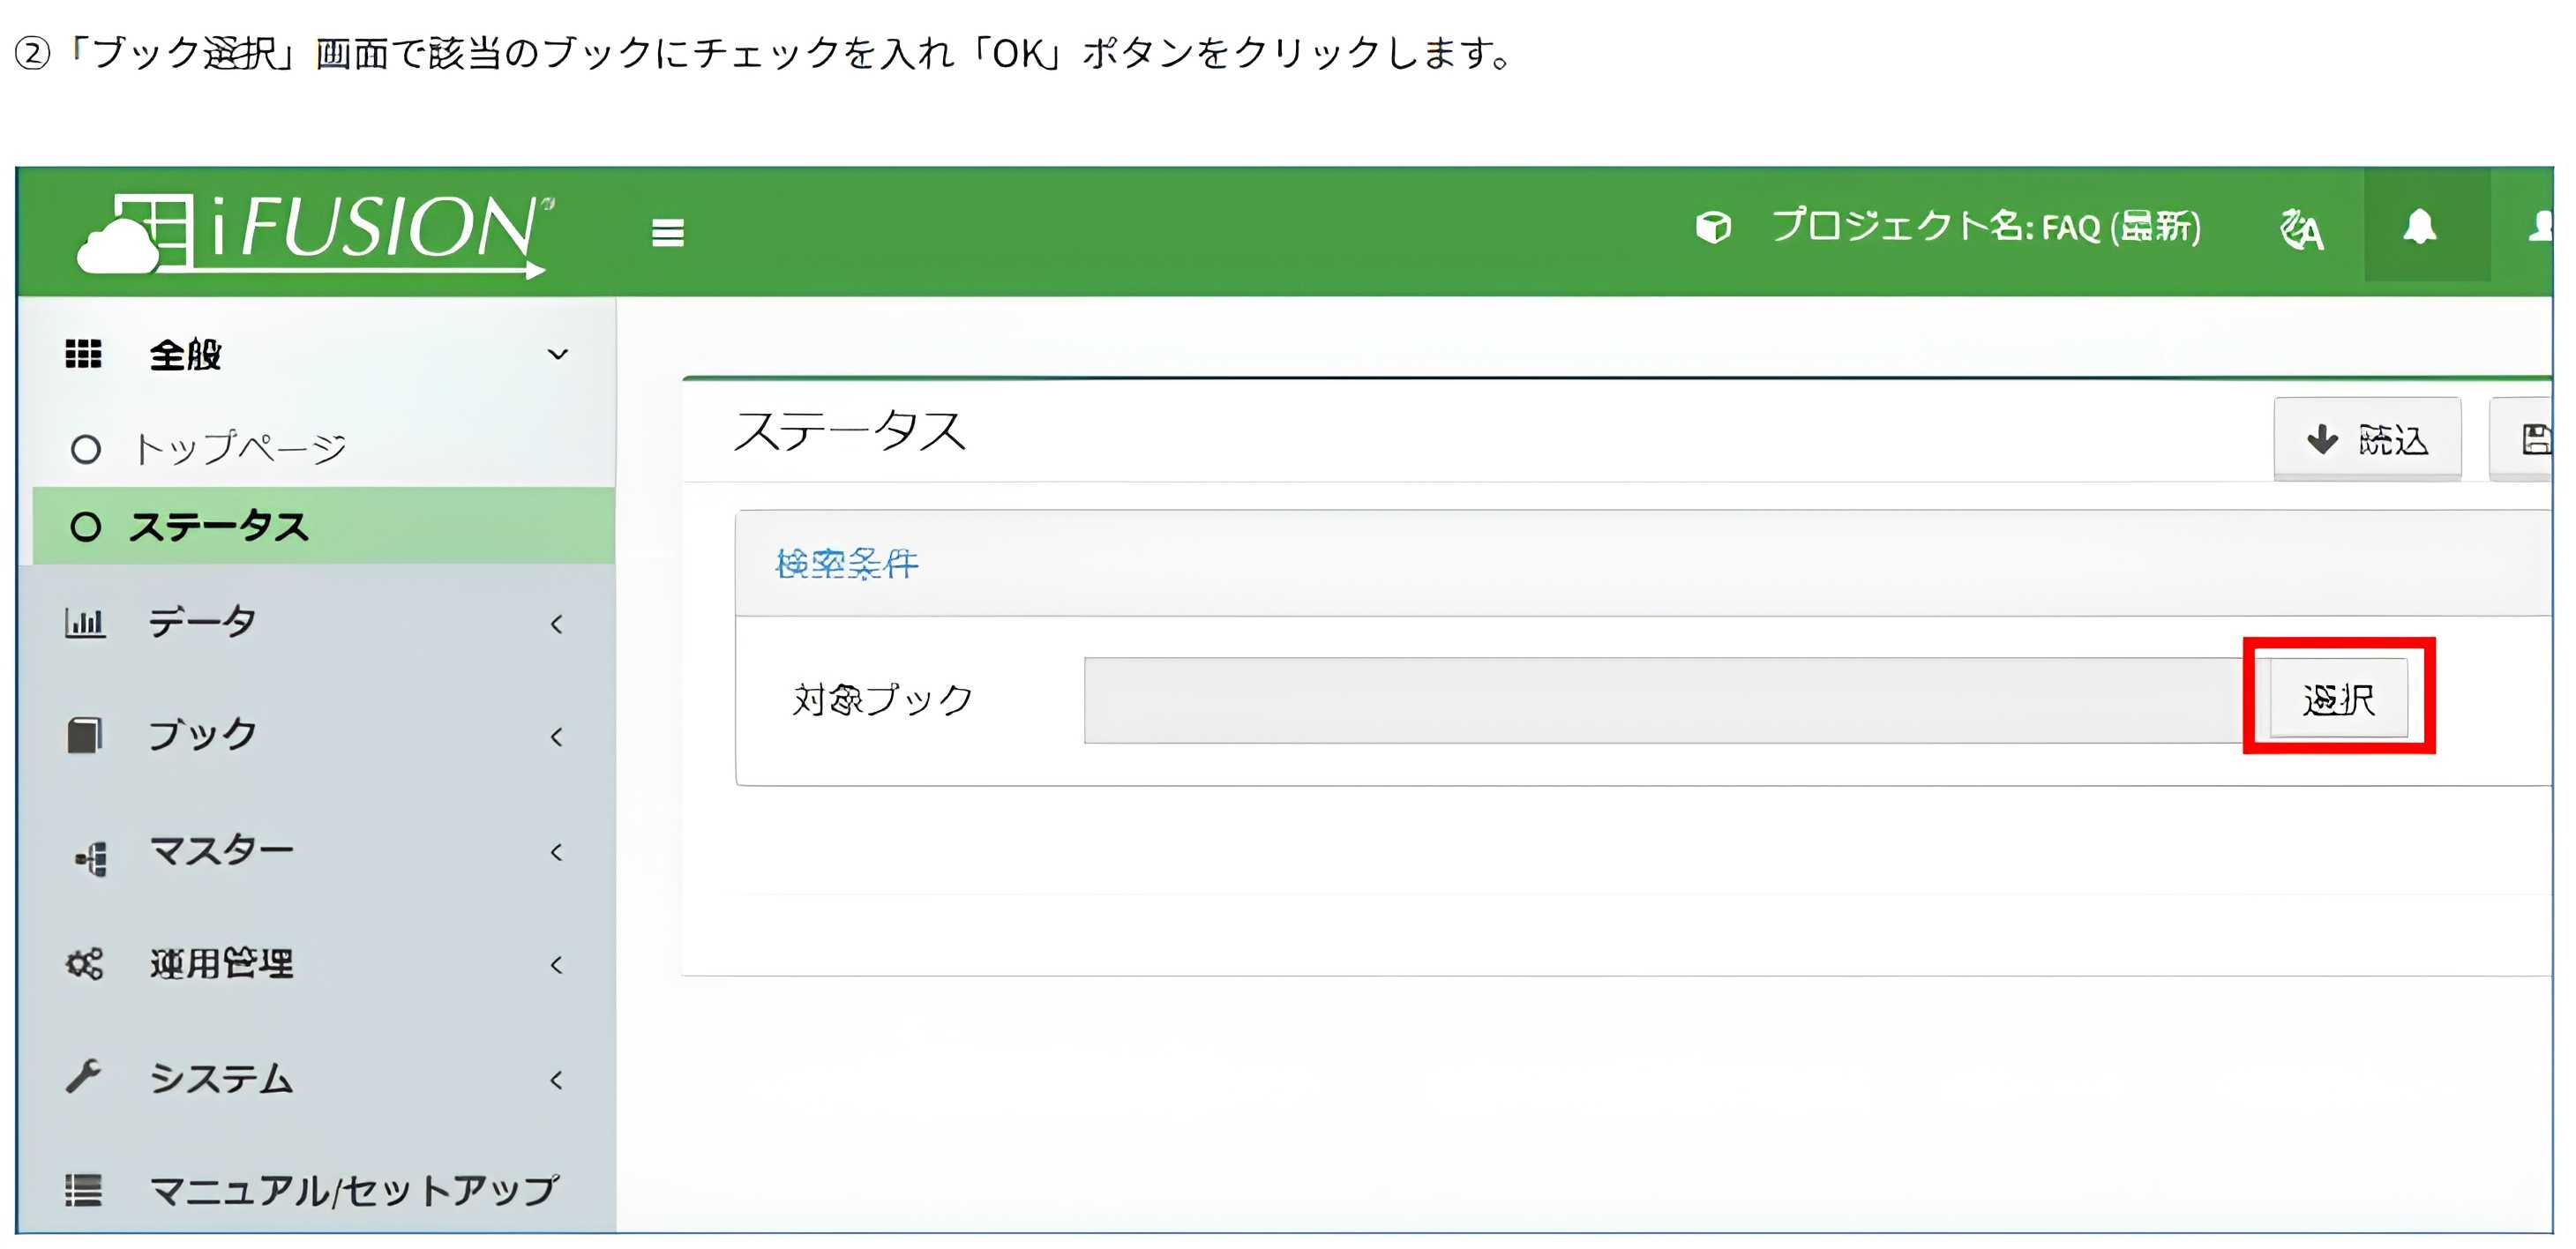 ②「ブック選択」画面で該当のブックにチェックを入れ「OK」ボタンをクリックします。
iFUSION
プロジェクト名: FAQ (最新)
全般
トップページ
ステータス
データ
ブック
マスター
運用管理
システム
マニュアル/セットアップ
ステータス
読込
検索条件
対象ブック
選択